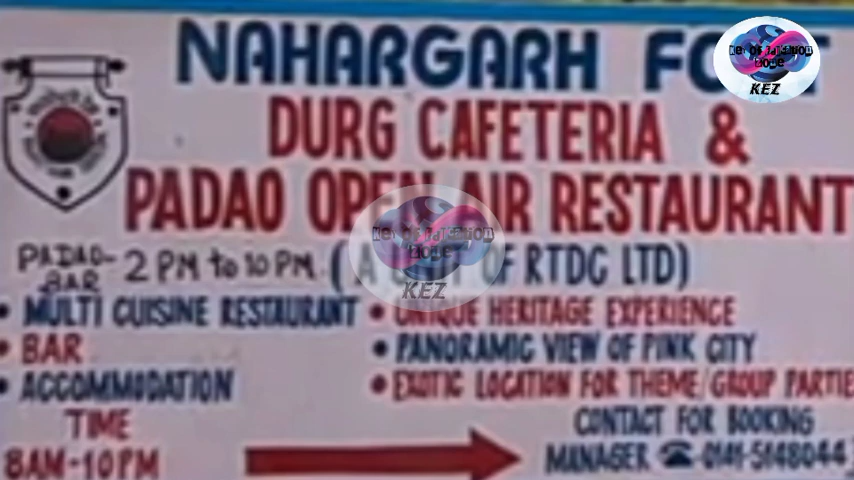 NAHARGARH
DURG CAFETERIA &
PADAO OPEN AIR RESTAURANT
PADAO-BAR 2 PM to 10 PM. (A OF RTDC LTD)
• MULTI CUISINE RESTAURANT • UNIQUE HERITAGE EXPERIENCE
• BAR • PANORAMIC VIEW OF PINK CITY
• ACCOMMODATION • EXOTIC LOCATION FOR THEME/GROUP PARTIE
TIME CONTACT FOR BOOKING
8AM-10PM MANAGER ☎ 0141-5148044
KEZ
KEZ